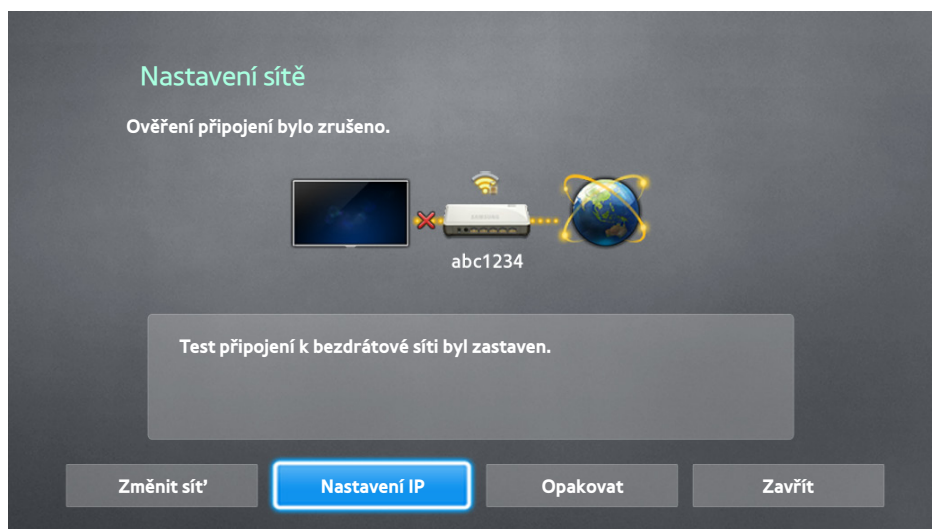 Nastavení sítě
Ověření připojení bylo zrušeno.
SAMSUNG
abc1234
Test připojení k bezdrátové síti byl zastaven.
Změnit síť
Nastavení IP
Opakovat
Zavřít